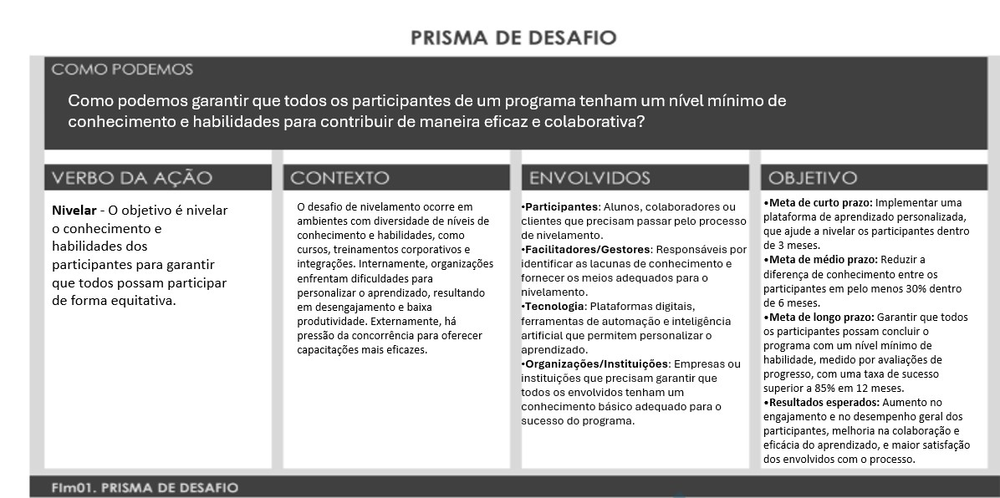 PRISMA DE DESAFIO
COMO PODEMOS
Como podemos garantir que todos os participantes de um programa tenham um nível mínimo de
conhecimento e habilidades para contribuir de maneira eficaz e colaborativa?
VERBO DA AÇÃO
Nivelar - O objetivo é nivelar
o conhecimento e
habilidades dos
participantes para garantir
que todos possam participar
de forma equitativa.
CONTEXTO
O desafio de nivelamento ocorre em
ambientes com diversidade de níveis de
conhecimento e habilidades, como
cursos, treinamentos corporativos e
integrações. Internamente, organizações
enfrentam dificuldades para
personalizar o aprendizado, resultando
em desengajamento e baixa
produtividade. Externamente, há
pressão da concorrência para oferecer
capacitações mais eficazes.
ENVOLVIDOS
•Participantes: Alunos, colaboradores ou
clientes que precisam passar pelo processo
de nivelamento.
•Facilitadores/Gestores: Responsáveis por
identificar as lacunas de conhecimento e
fornecer os meios adequados para o
nivelamento.
•Tecnologia: Plataformas digitais,
ferramentas de automação e inteligência
artificial que permitem personalizar o
aprendizado.
•Organizações/Instituições: Empresas ou
instituições que precisam garantir que
todos os envolvidos tenham um
conhecimento básico adequado para o
sucesso do programa.
OBJETIVO
•Meta de curto prazo: Implementar uma
plataforma de aprendizado personalizada,
que ajude a nivelar os participantes dentro
de 3 meses.
•Meta de médio prazo: Reduzir a
diferença de conhecimento entre os
participantes em pelo menos 30% dentro
de 6 meses.
•Meta de longo prazo: Garantir que todos
os participantes possam concluir o
programa com um nível mínimo de
habilidade, medido por avaliações de
progresso, com uma taxa de sucesso
superior a 85% em 12 meses.
•Resultados esperados: Aumento no
engajamento e no desempenho geral dos
participantes, melhoria na colaboração e
eficácia do aprendizado, e maior satisfação
dos envolvidos com o processo.
FIm01. PRISMA DE DESAFIO